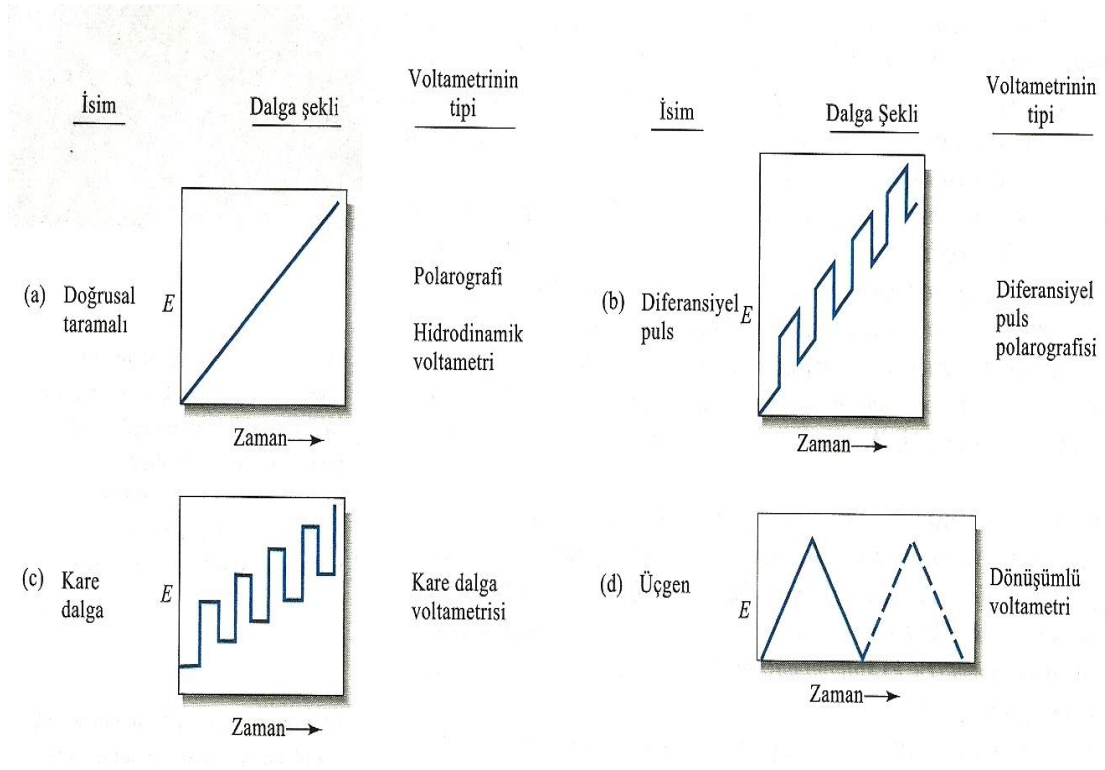 İsim
Dalga şekli
Voltametrinin
tipi
(a) Doğrusal
taramalı
E
Zaman
Polarografi
Hidrodinamik
voltametri
İsim
Dalga Şekli
Voltametrinin
tipi
(b) Diferansiyel
puls
E
Zaman
Diferansiyel
puls
polarografisi
(c) Kare
dalga
E
Zaman
Kare dalga
voltametrisi
(d) Üçgen
E
Zaman
Dönüşümlü
voltametri